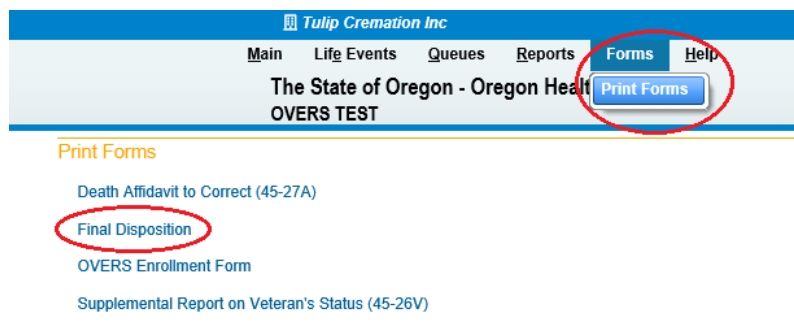 Tulip Cremation Inc
Main Life Events Queues Reports Forms Help
The State of Oregon - Oregon Healt
Print Forms
OVERS TEST
Print Forms
Death Affidavit to Correct (45-27A)
Final Disposition
OVERS Enrollment Form
Supplemental Report on Veteran's Status (45-26V)